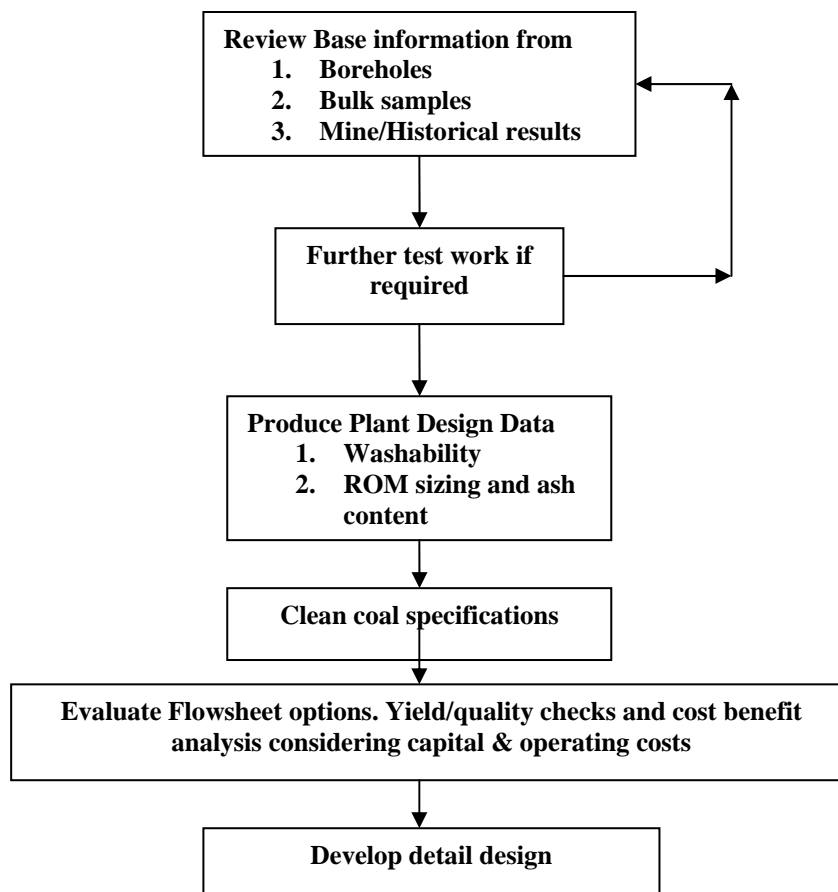 Review Base information from
1. Boreholes
2. Bulk samples
3. Mine/Historical results
Further test work if
required
Produce Plant Design Data
1. Washability
2. ROM sizing and ash
content
Clean coal specifications
Evaluate Flowsheet options. Yield/quality checks and cost benefit
analysis considering capital & operating costs
Develop detail design